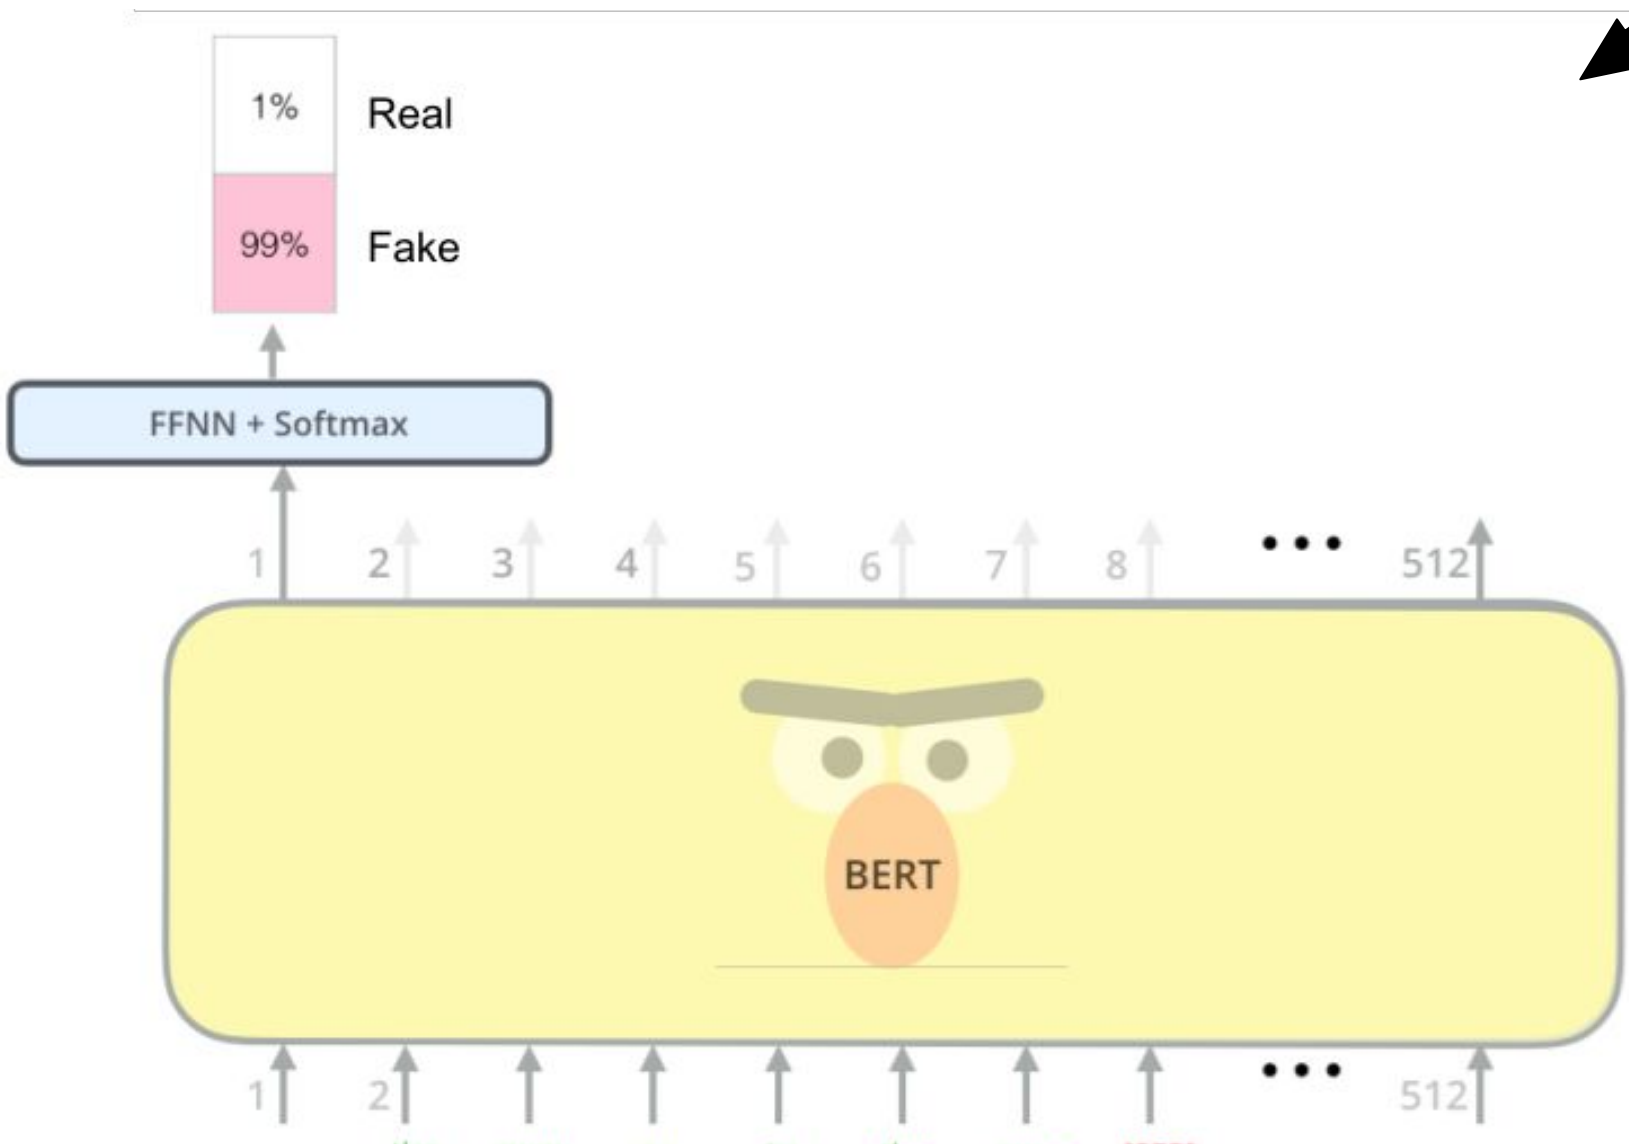 1%
Real
99%
Fake
FFNN + Softmax
1 2 3 4 5 6 7 8 ••• 512
BERT
1 2 ••• 512